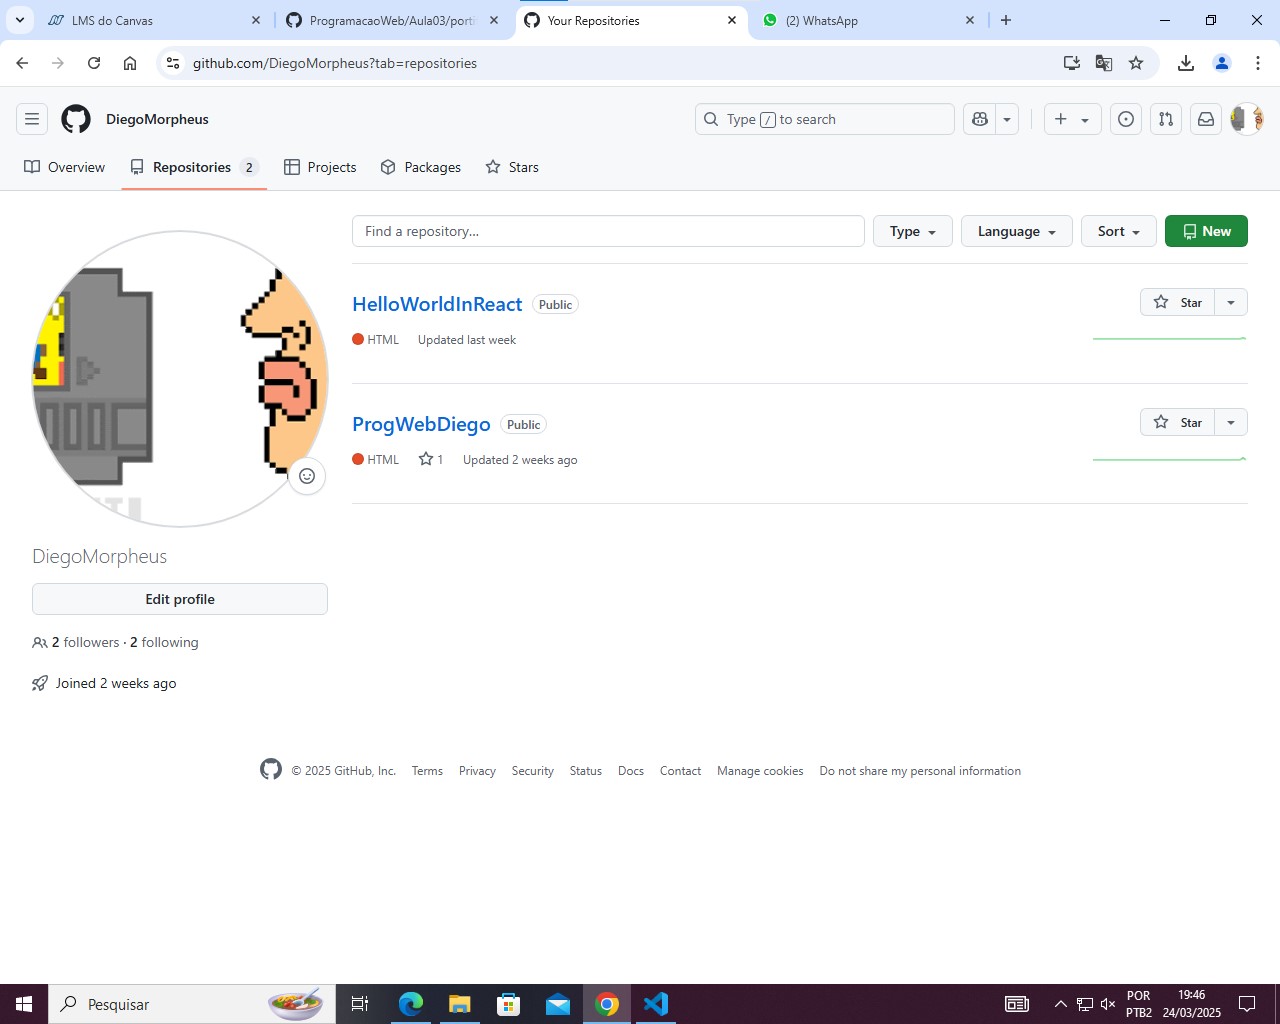 LMS do Canvas
ProgramacaoWeb/Aula03/porti
Your Repositories
(2) WhatsApp
github.com/DiegoMorpheus?tab=repositories
DiegoMorpheus
Type / to search
Overview
Repositories 2
Projects
Packages
Stars
Find a repository...
Type
Language
Sort
New
HelloWorldInReact Public
Star
HTML Updated last week
ProgWebDiego Public
Star
HTML 1 Updated 2 weeks ago
DiegoMorpheus
Edit profile
2 followers · 2 following
Joined 2 weeks ago
© 2025 GitHub, Inc. Terms Privacy Security Status Docs Contact Manage cookies Do not share my personal information
Pesquisar
POR
PTB2
19:46
24/03/2025